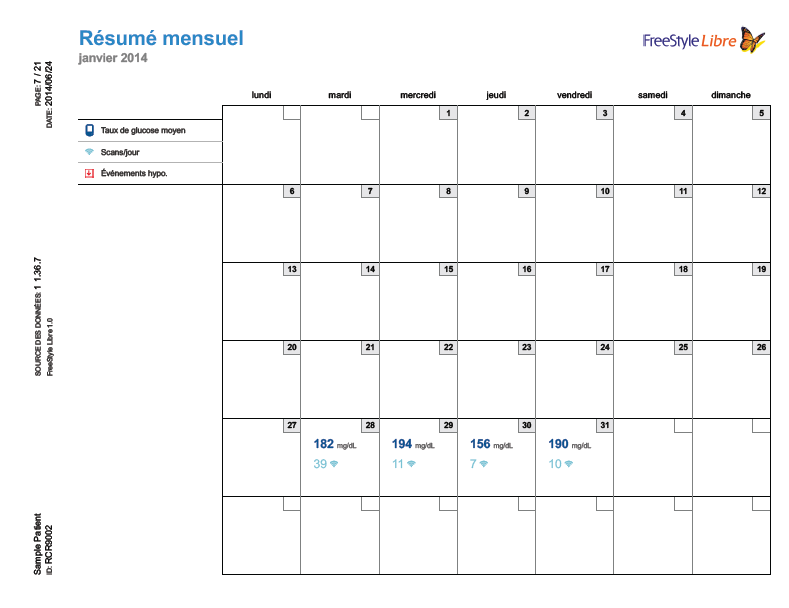 Résumé mensuel
janvier 2014
FreeStyle Libre
PAGE: 7 / 21
DATE: 2014/06/24
lundi mardi mercredi jeudi vendredi samedi dimanche
Taux de glucose moyen
Scans/jour
Événements hypo.
1 2 3 4 5
6 7 8 9 10 11 12
13 14 15 16 17 18 19
20 21 22 23 24 25 26
27 28 29 30 31
182 mg/dL 194 mg/dL 156 mg/dL 190 mg/dL
39 11 7 10
SOURCE DES DONNÉES: 1 1.36.7
FreeStyle Libre 1.0
Sample Patient
ID: RCR9002